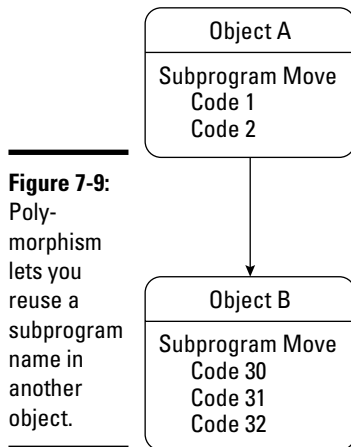 Object A
Subprogram Move
Code 1
Code 2
Figure 7-9:
Poly-
morphism
lets you
reuse a
subprogram
name in
another
object.
Object B
Subprogram Move
Code 30
Code 31
Code 32